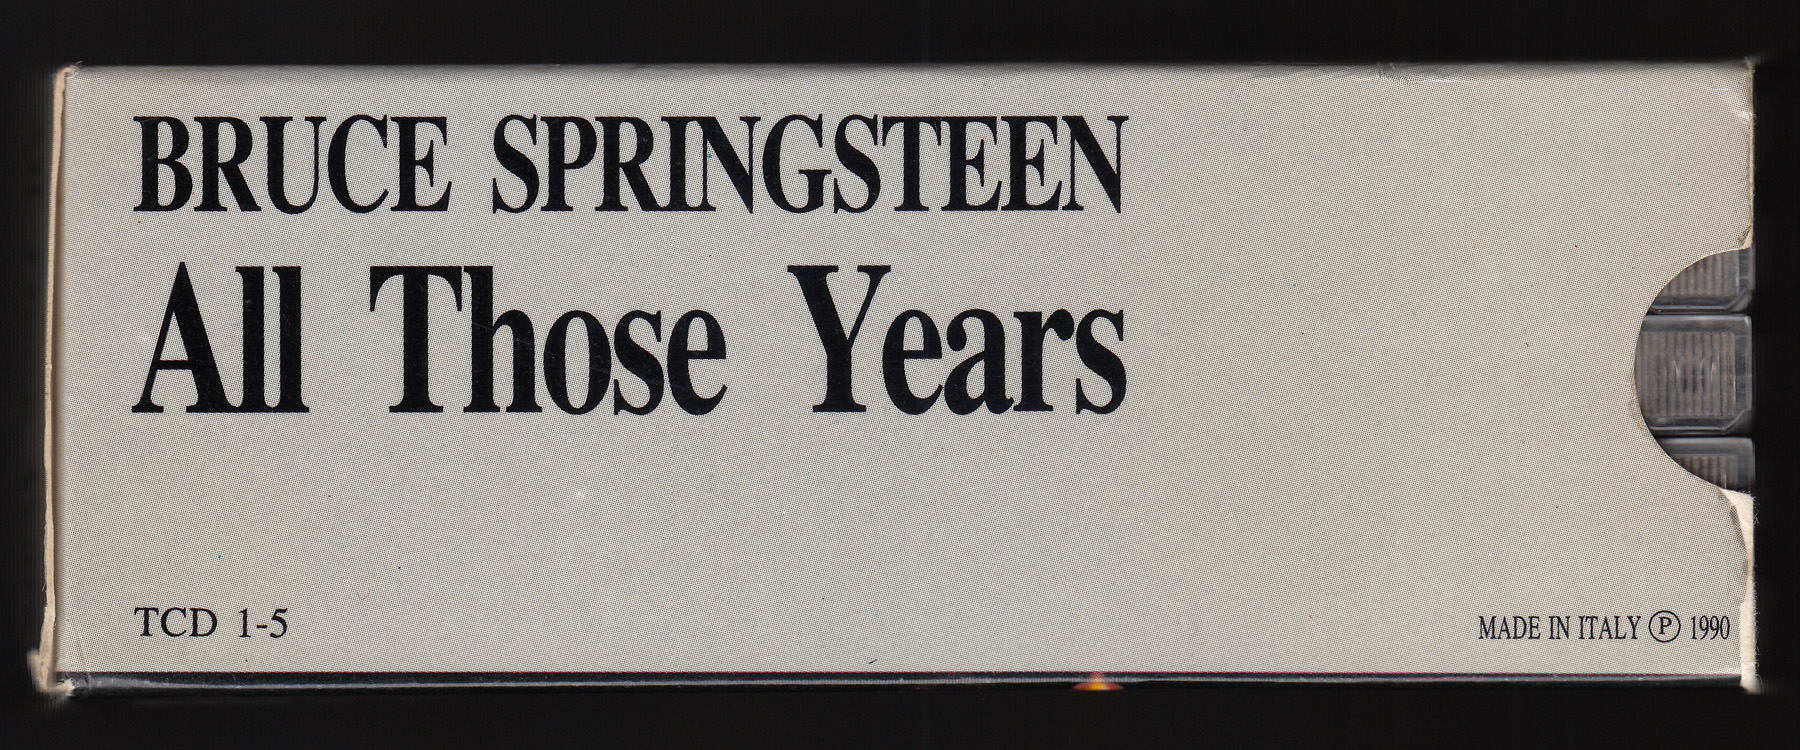 BRUCE SPRINGSTEEN
All Those Years
TCD 1-5
MADE IN ITALY Ⓟ 1990